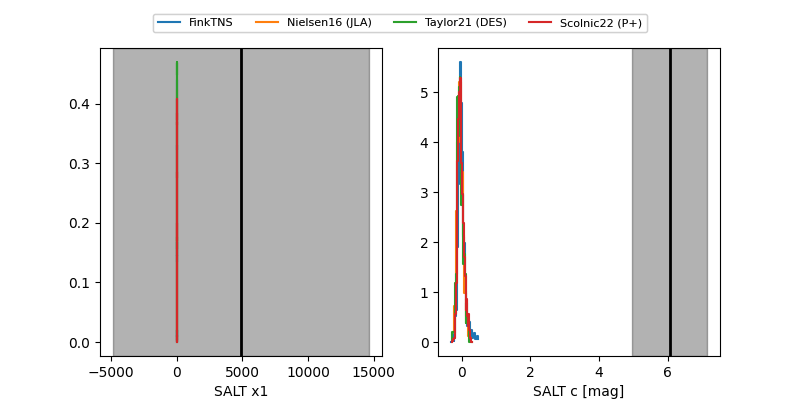 FinkTNS Nielsen16 (JLA) Taylor21 (DES) Scolnic22 (P+)
0.4
0.3
0.2
0.1
0.0
−5000 0 5000 10000 15000
SALT x1
5
4
3
2
1
0
0 2 4 6
SALT c [mag]